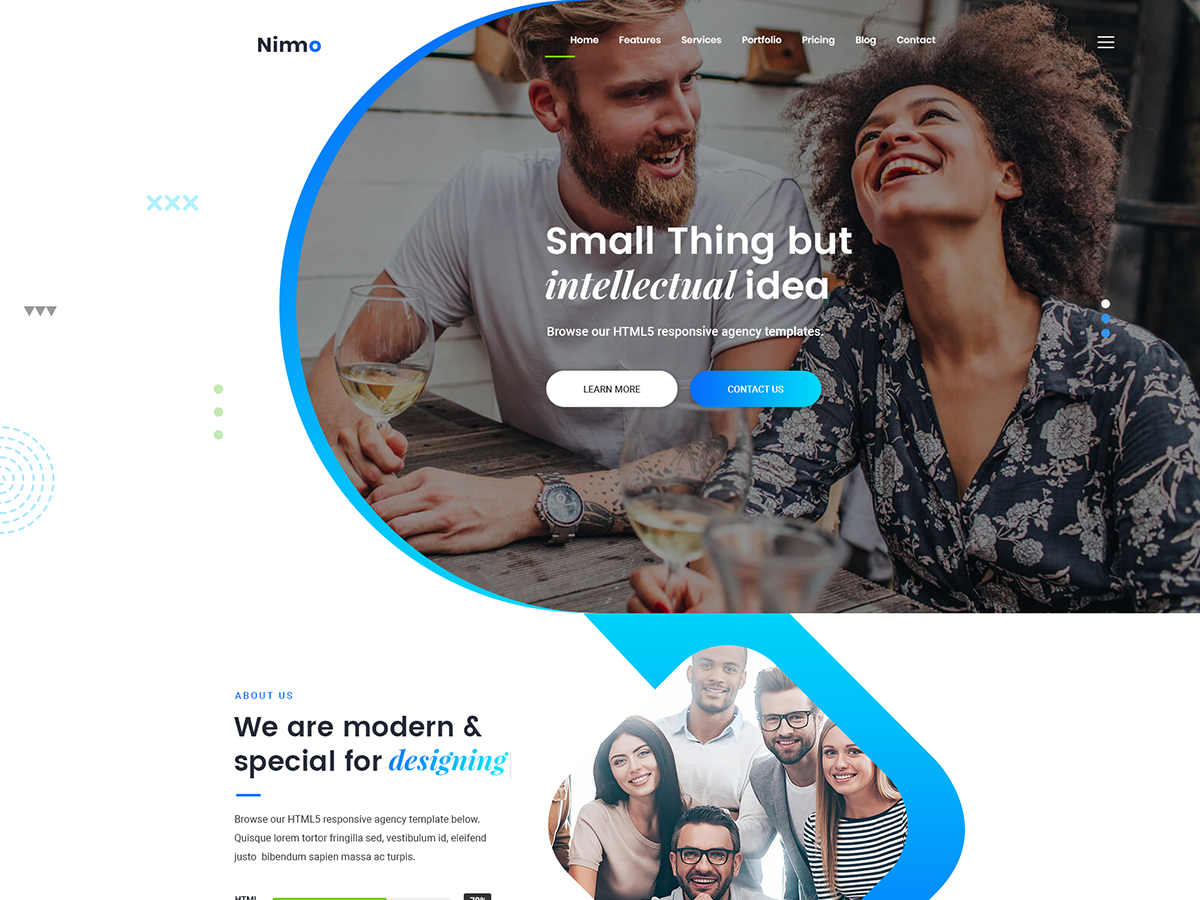 Nimo
Home Features Services Portfolio Pricing Blog Contact
Small Thing but
intellectual idea
Browse our HTML5 responsive agency templates.
LEARN MORE CONTACT US
ABOUT US
We are modern &
special for designing
Browse our HTML5 responsive agency template below.
Quisque lorem tortor fringilla sed, vestibulum id, eleifend
justo bibendum sapien massa ac turpis.
HTML 70%